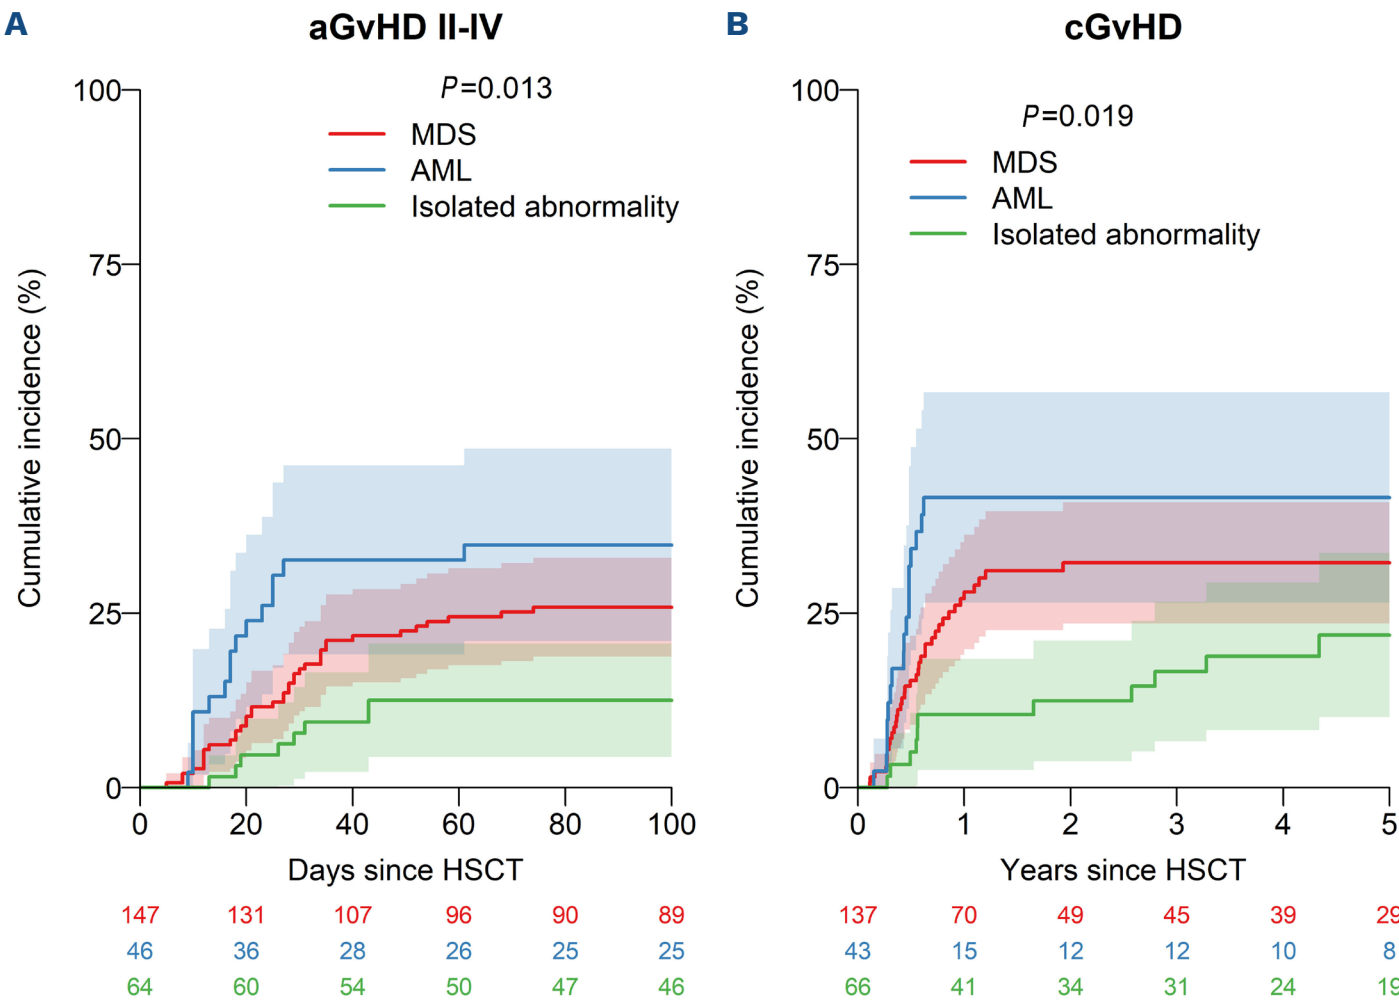 A
aGvHD II-IV
P=0.013
MDS
AML
Isolated abnormality
Cumulative incidence (%)
100
75
50
25
0
0 20 40 60 80 100
Days since HSCT
147 131 107 96 90 89
46 36 28 26 25 25
64 60 54 50 47 46
B
cGvHD
P=0.019
MDS
AML
Isolated abnormality
Cumulative incidence (%)
100
75
50
25
0
0 1 2 3 4 5
Years since HSCT
137 70 49 45 39 29
43 15 12 12 10 8
66 41 34 31 24 19